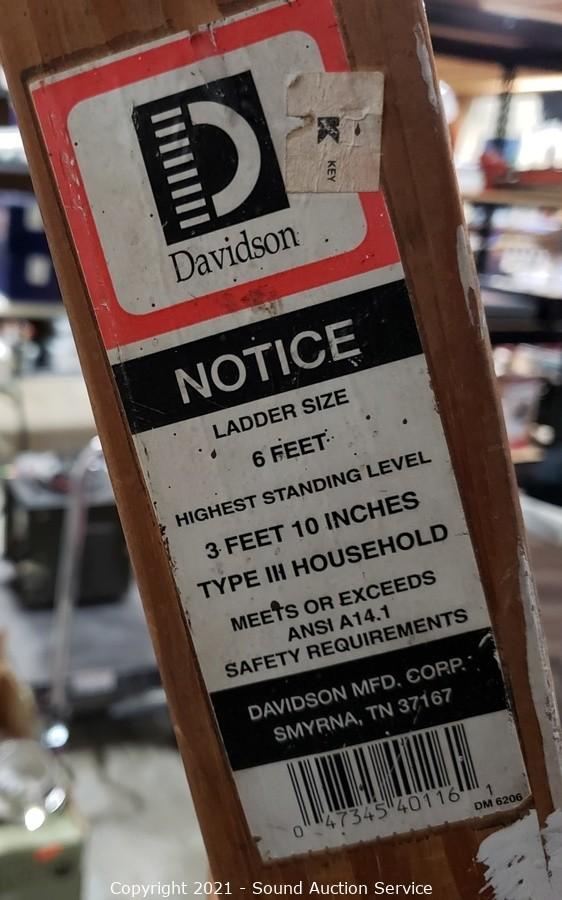 K
KEY
Davidson
NOTICE
LADDER SIZE
6 FEET
HIGHEST STANDING LEVEL
3 FEET 10 INCHES
TYPE III HOUSEHOLD
MEETS OR EXCEEDS
ANSI A14.1
SAFETY REQUIREMENTS
DAVIDSON MFD. CORP.
SMYRNA, TN 37167
0 47345 40116 1
DM 6206
Copyright 2021 - Sound Auction Service